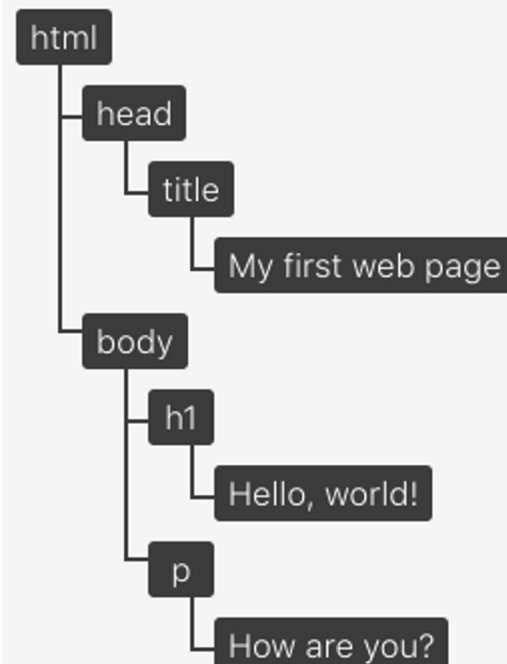 html
head
title
My first web page
body
h1
Hello, world!
p
How are you?